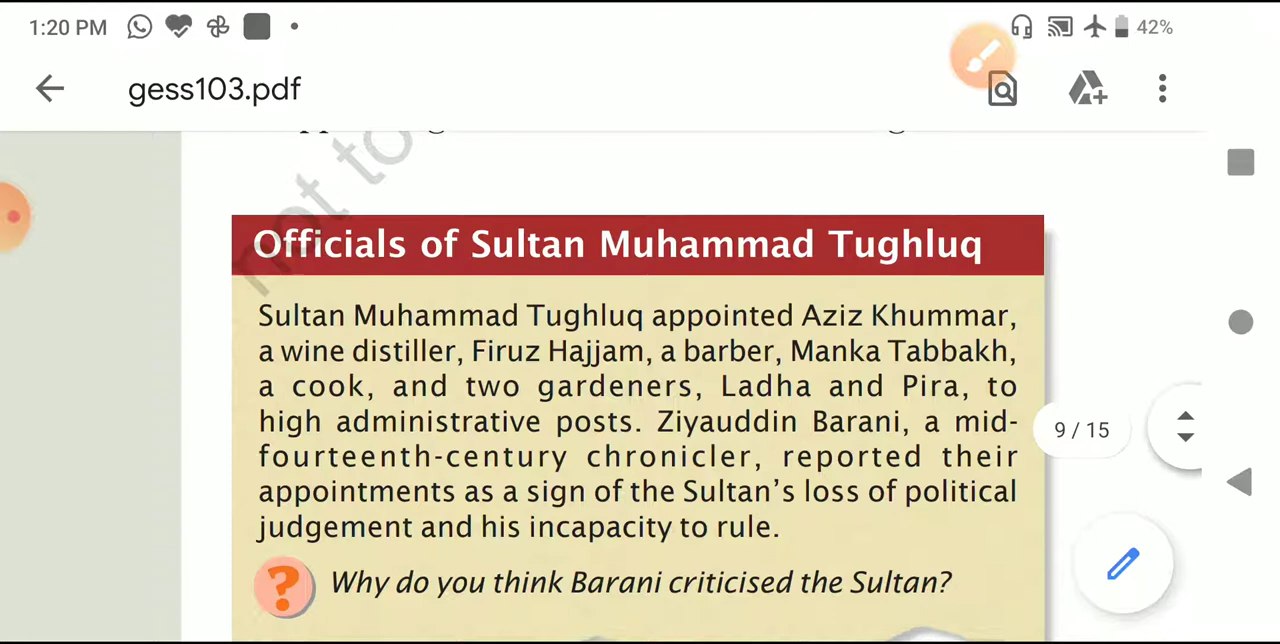 1:20 PM
42%
gess103.pdf
not to
Officials of Sultan Muhammad Tughluq
Sultan Muhammad Tughluq appointed Aziz Khummar,
a wine distiller, Firuz Hajjam, a barber, Manka Tabbakh,
a cook, and two gardeners, Ladha and Pira, to
high administrative posts. Ziyauddin Barani, a mid-
fourteenth-century chronicler, reported their
appointments as a sign of the Sultan's loss of political
judgement and his incapacity to rule.
9 / 15
? Why do you think Barani criticised the Sultan?